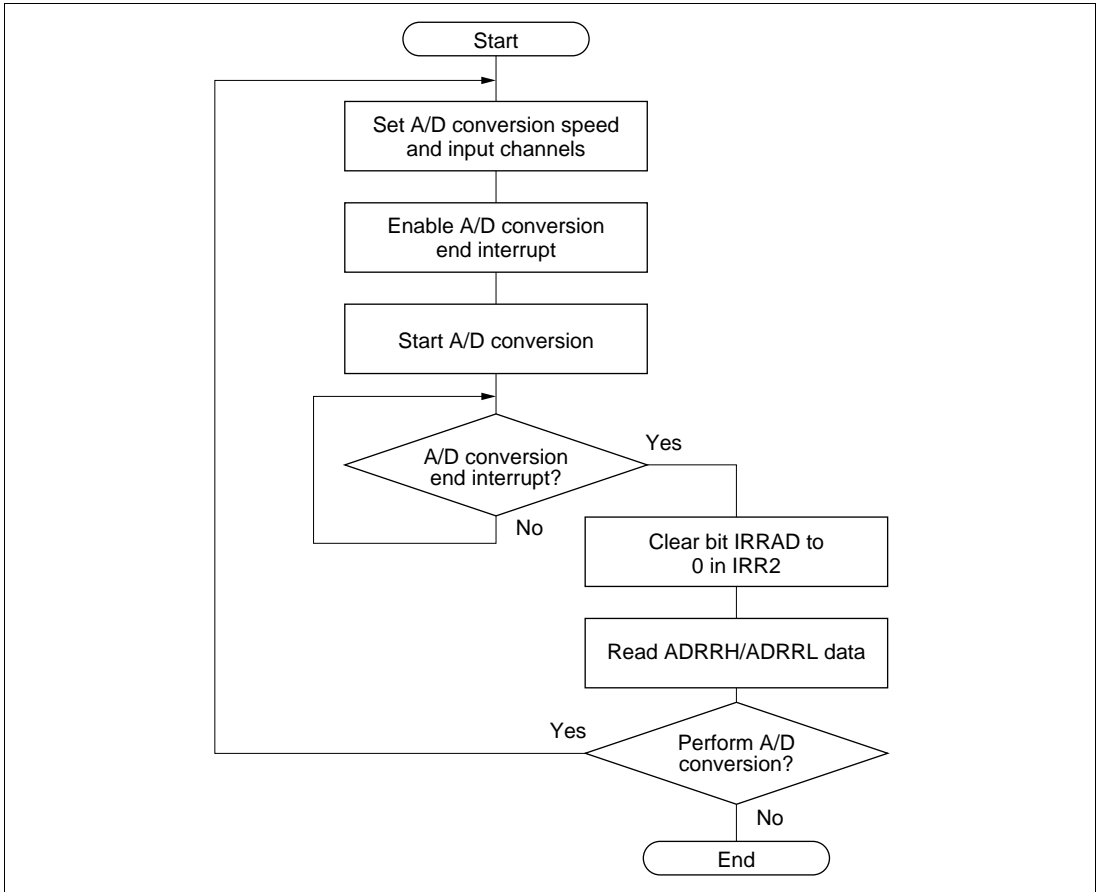 Start
Set A/D conversion speed
and input channels
Enable A/D conversion
end interrupt
Start A/D conversion
A/D conversion
end interrupt?
Yes
No
Clear bit IRRAD to
0 in IRR2
Read ADRRH/ADRRL data
Perform A/D
conversion?
Yes
No
End